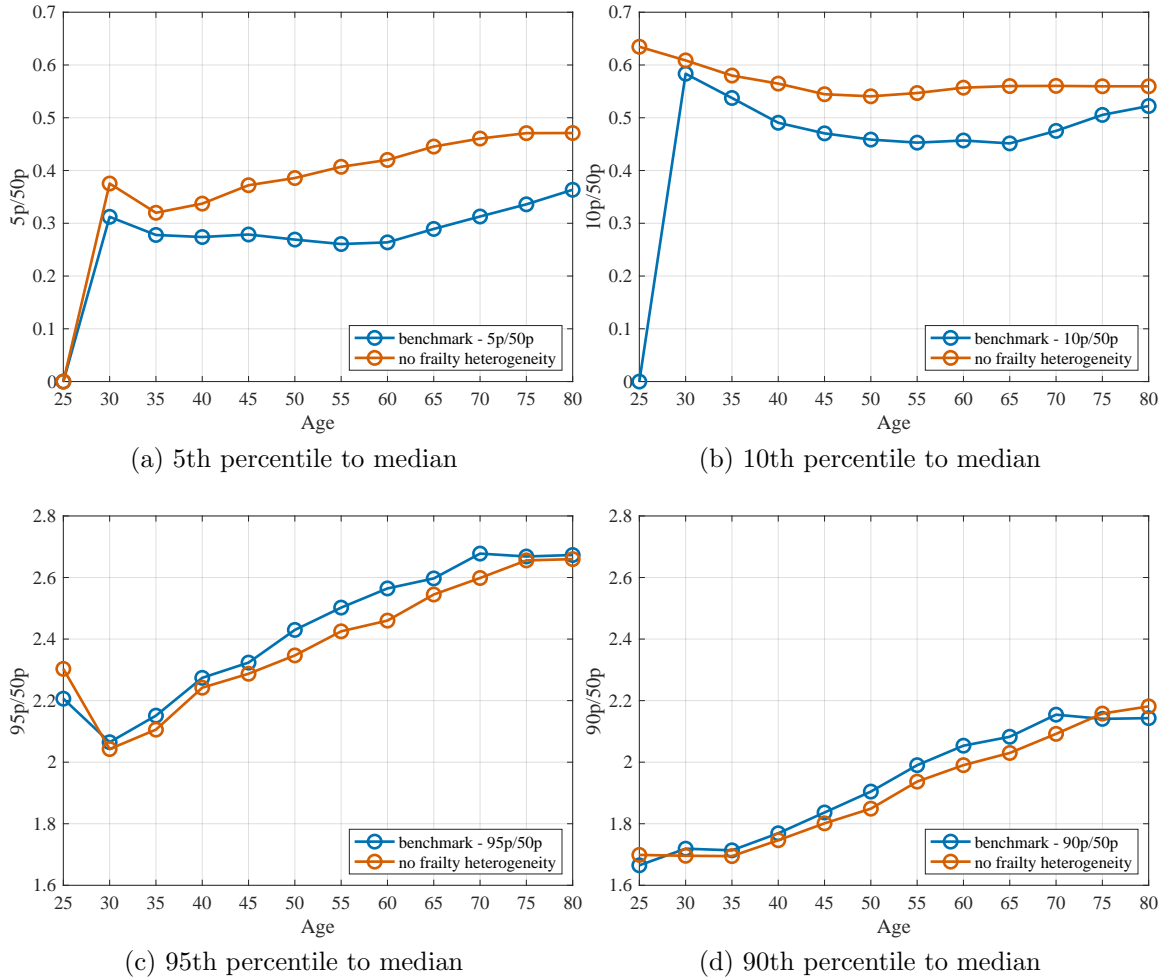 0.7
0.6
0.5
0.4
0.3
0.2
0.1
0
5p/50p
25 30 35 40 45 50 55 60 65 70 75 80
Age
benchmark - 5p/50p
no frailty heterogeneity
(a) 5th percentile to median
0.7
0.6
0.5
0.4
0.3
0.2
0.1
0
10p/50p
25 30 35 40 45 50 55 60 65 70 75 80
Age
benchmark - 10p/50p
no frailty heterogeneity
(b) 10th percentile to median
2.8
2.6
2.4
2.2
2
1.8
1.6
95p/50p
25 30 35 40 45 50 55 60 65 70 75 80
Age
benchmark - 95p/50p
no frailty heterogeneity
(c) 95th percentile to median
2.8
2.6
2.4
2.2
2
1.8
1.6
90p/50p
25 30 35 40 45 50 55 60 65 70 75 80
Age
benchmark - 90p/50p
no frailty heterogeneity
(d) 90th percentile to median